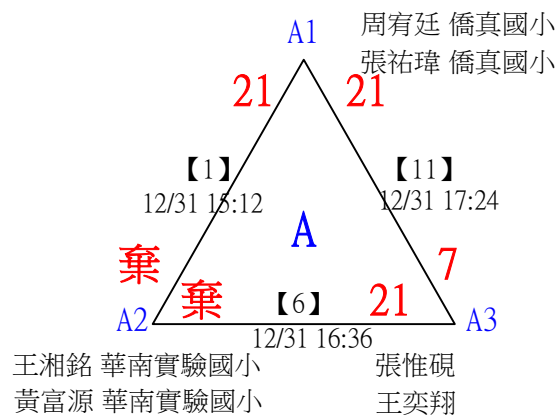 A1
周宥廷 僑真國小
張祐瑋 僑真國小
21
21
【1】
12/31 15:12
【11】
12/31 17:24
A
棄
7
棄
【6】
21
A2
A3
12/31 16:36
王湘銘 華南實驗國小
黃富源 華南實驗國小
張惟硯
王奕翔